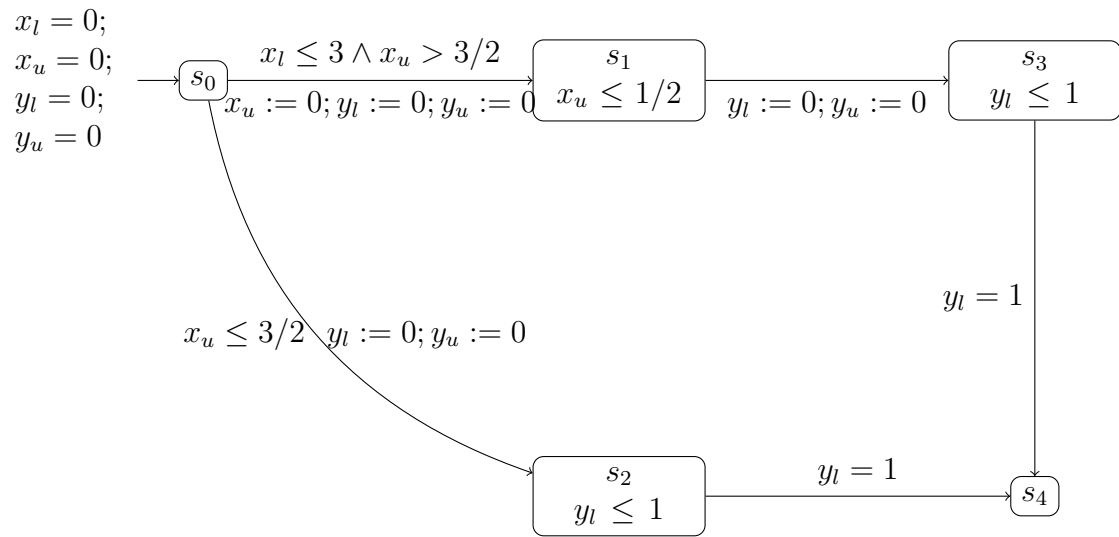 x_l = 0;
x_u = 0;
y_l = 0;
y_u = 0
s_0
x_l ≤ 3 ∧ x_u > 3/2
x_u := 0; y_l := 0; y_u := 0
s_1
x_u ≤ 1/2
y_l := 0; y_u := 0
s_3
y_l ≤ 1
y_l = 1
x_u ≤ 3/2 y_l := 0; y_u := 0
s_2
y_l ≤ 1
y_l = 1
s_4